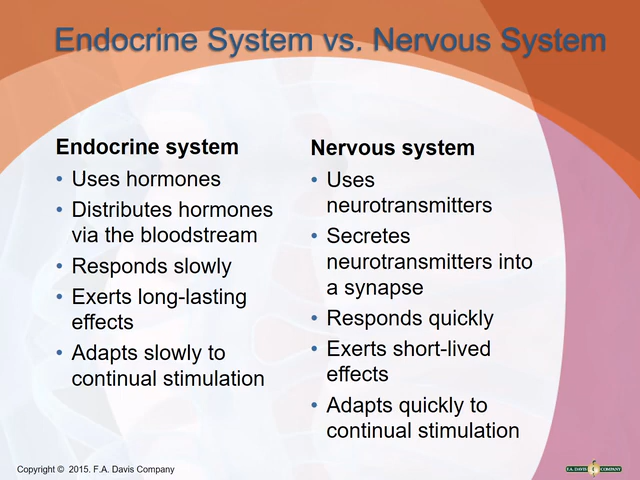 Endocrine System vs. Nervous System
Endocrine system
• Uses hormones
• Distributes hormones
via the bloodstream
• Responds slowly
• Exerts long-lasting
effects
• Adapts slowly to
continual stimulation
Nervous system
• Uses
neurotransmitters
• Secretes
neurotransmitters into
a synapse
• Responds quickly
• Exerts short-lived
effects
• Adapts quickly to
continual stimulation
Copyright © 2015. F.A. Davis Company
F.A. DAVIS COMPANY